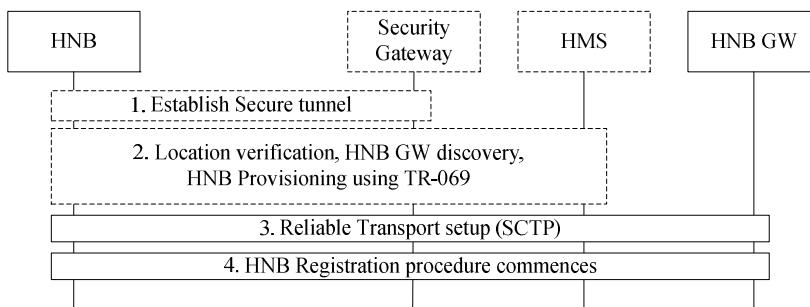 HNB
Security
Gateway
HMS
HNB GW
1. Establish Secure tunnel
2. Location verification, HNB GW discovery,
HNB Provisioning using TR-069
3. Reliable Transport setup (SCTP)
4. HNB Registration procedure commences